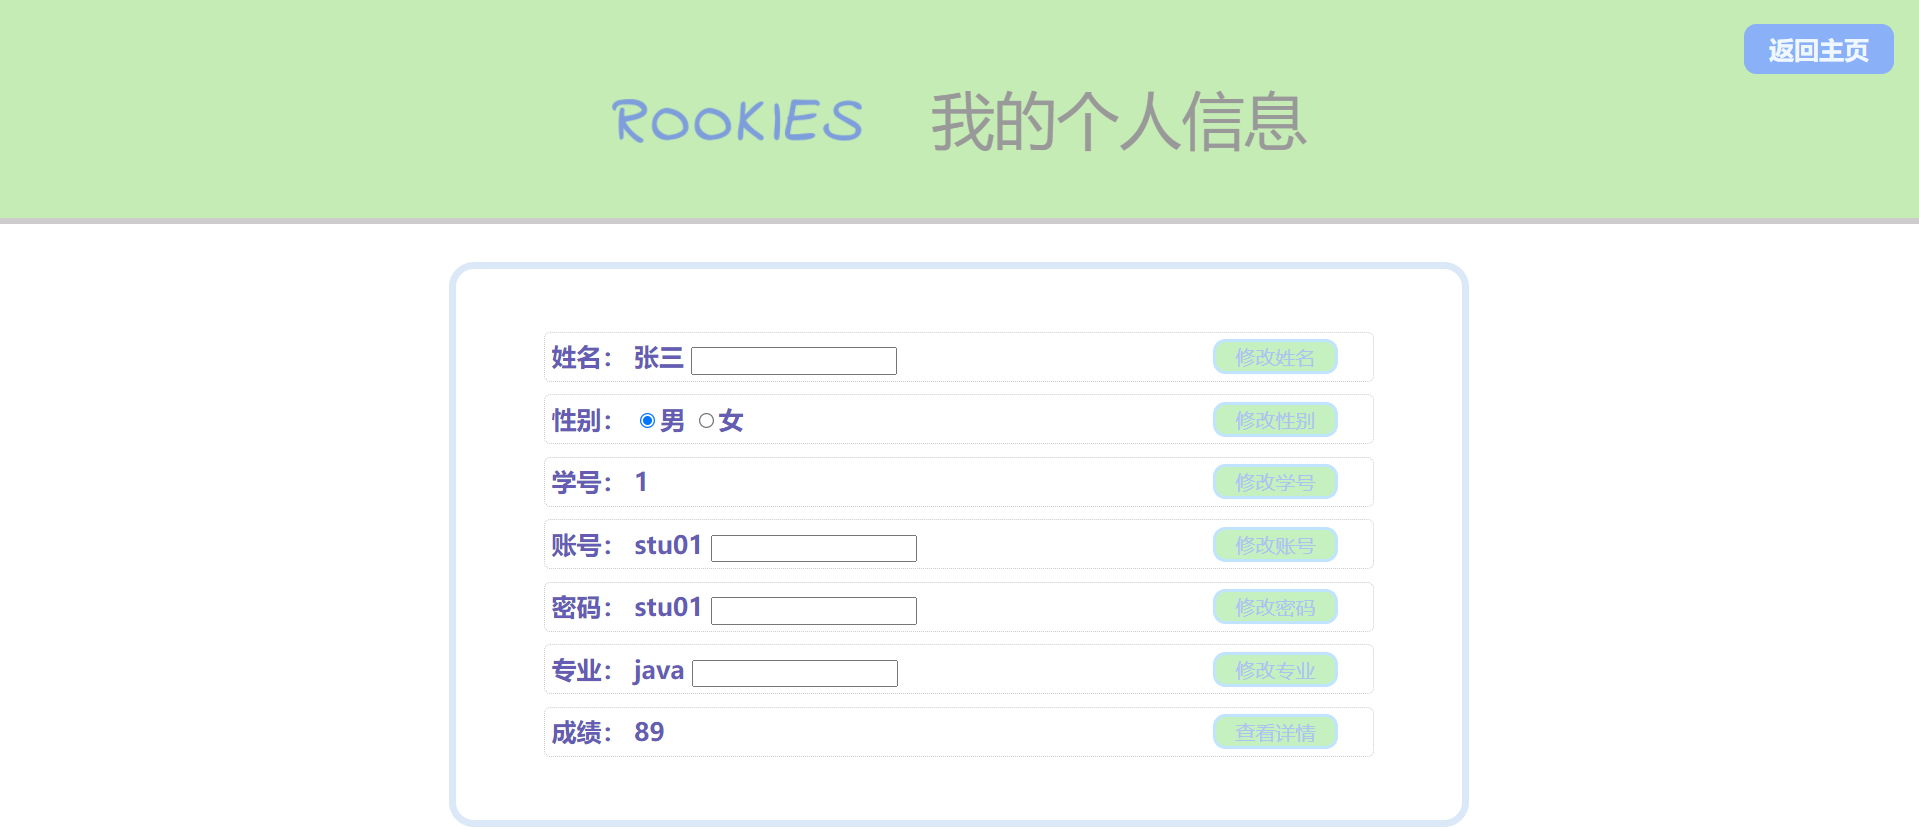 返回主页
ROOKIES 我的个人信息
姓名： 张三 修改姓名
性别： 男 女 修改性别
学号： 1 修改学号
账号： stu01 修改账号
密码： stu01 修改密码
专业： java 修改专业
成绩： 89 查看详情